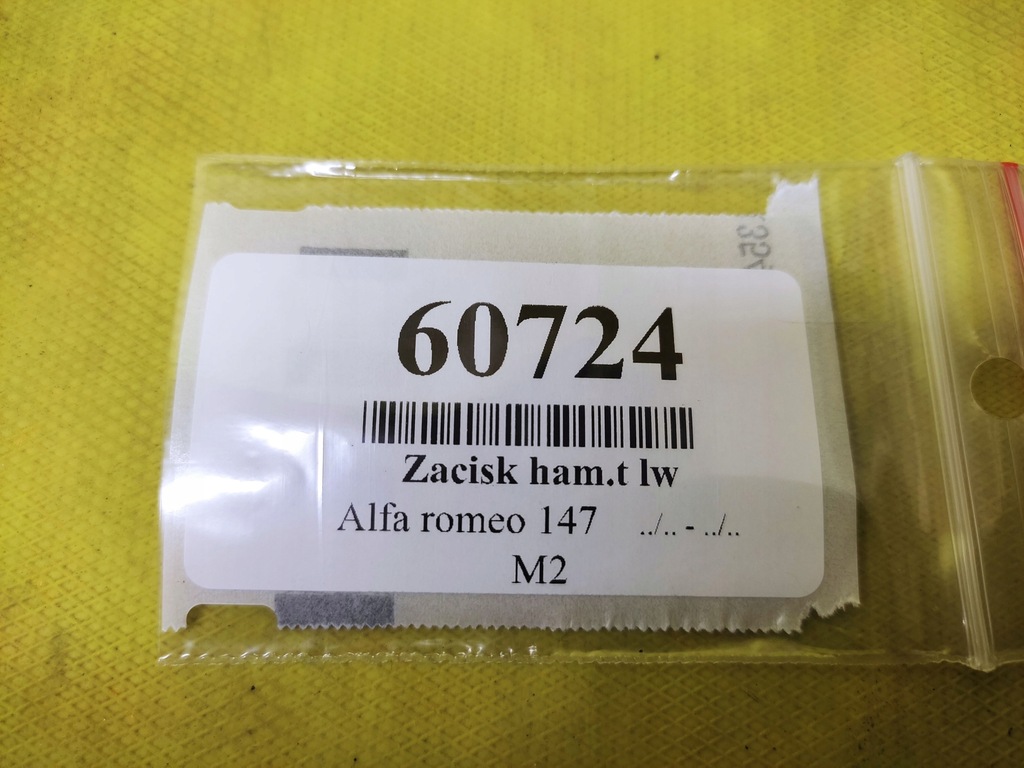 60724
Zacisk ham.t lw
Alfa romeo 147 ../.. - ../..
M2